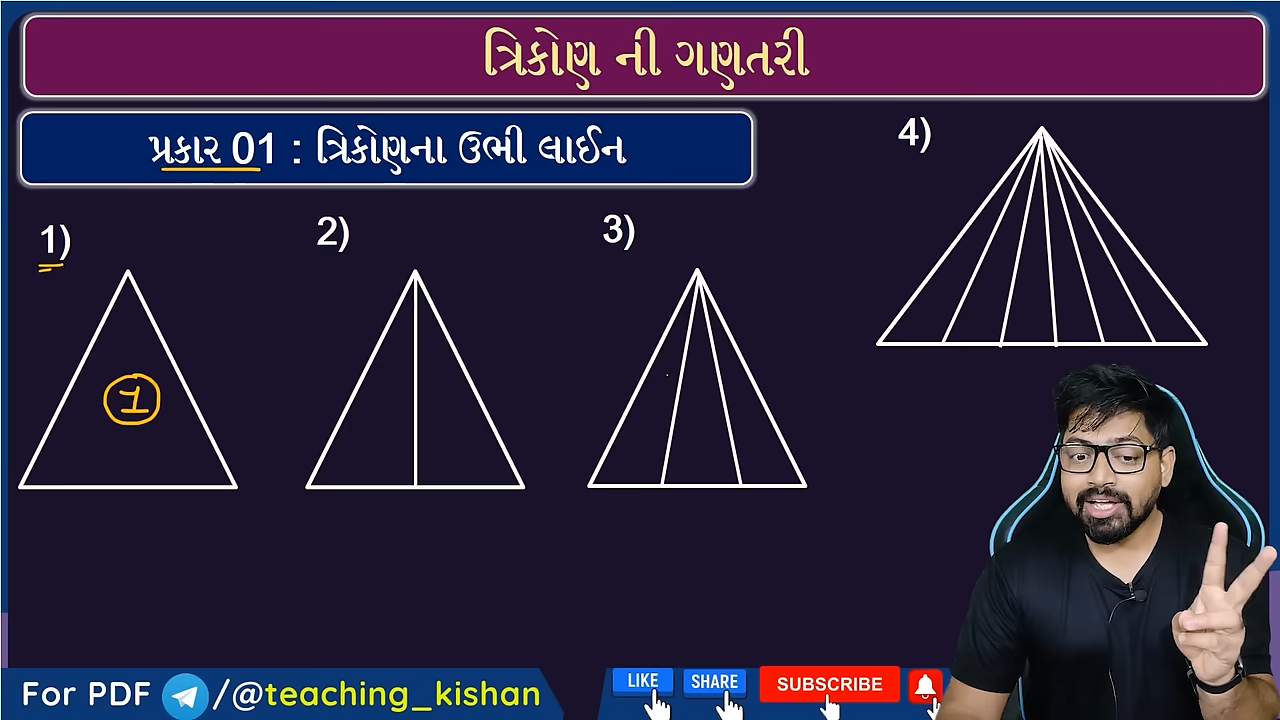 ત્રિકોણ ની ગણતરી
પ્રકાર 01 : ત્રિકોણના ઉભી લાઈન
1)
2)
3)
4)
1
For PDF /@teaching_kishan
LIKE
SHARE
SUBSCRIBE